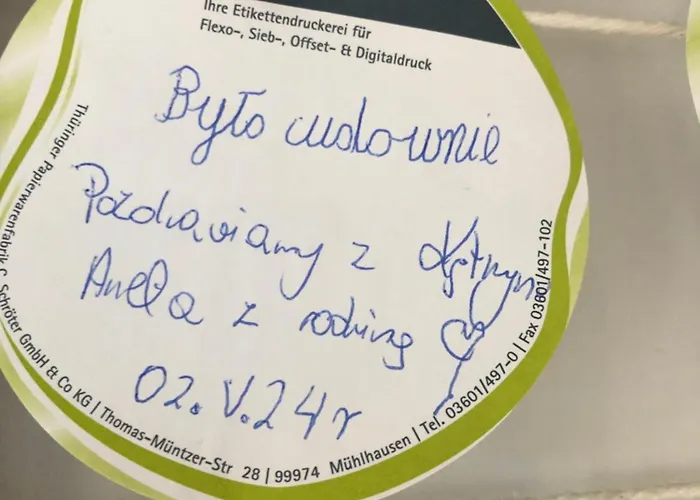 Ihre Etikettendruckerei für
Flexo-, Sieb-, Offset- & Digitaldruck
Było cudownie
Pozdrawiamy z
Aneta z rodziną
02.V.24r
Thüringer Papierwarenfabrik C. Schröter GmbH & Co KG | Thomas-Müntzer-Str 28 | 99974 Mühlhausen | Tel. 03601/497-0 | Fax 03601/497-102